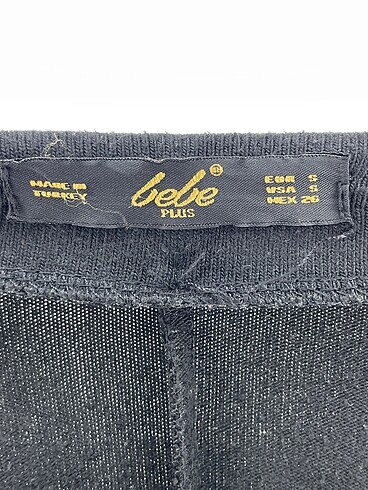 MADE IN
TURKEY
bebe®
PLUS
EUR S
USA S
MEX 26